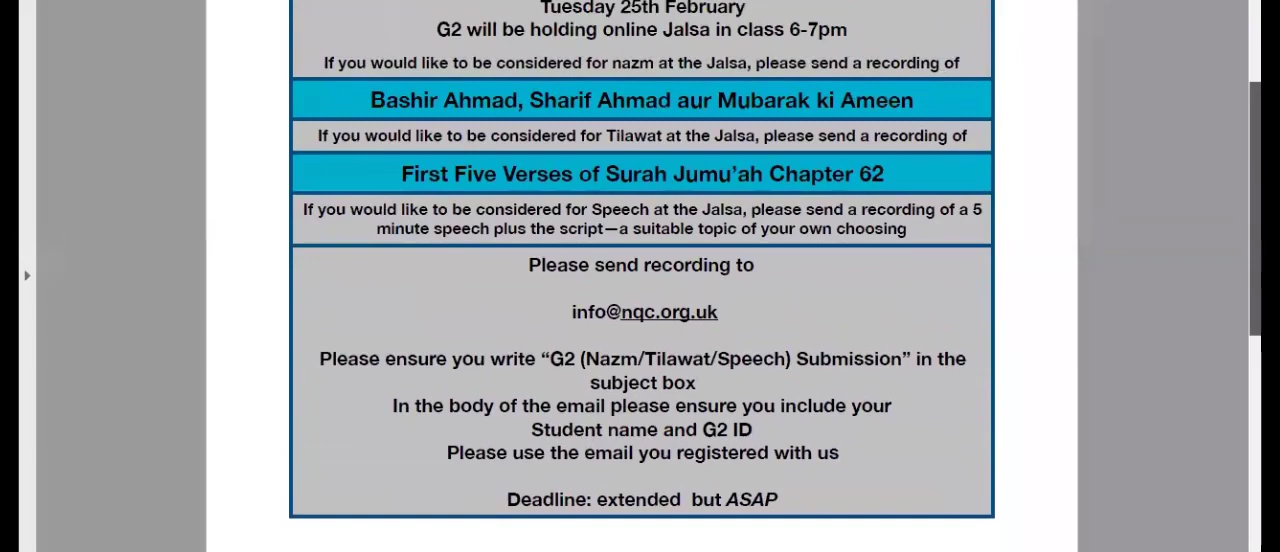 Tuesday 25th February
G2 will be holding online Jalsa in class 6-7pm
If you would like to be considered for nazm at the Jalsa, please send a recording of
Bashir Ahmad, Sharif Ahmad aur Mubarak ki Ameen
If you would like to be considered for Tilawat at the Jalsa, please send a recording of
First Five Verses of Surah Jumu’ah Chapter 62
If you would like to be considered for Speech at the Jalsa, please send a recording of a 5
minute speech plus the script—a suitable topic of your own choosing
Please send recording to
info@nqc.org.uk
Please ensure you write “G2 (Nazm/Tilawat/Speech) Submission” in the
subject box
In the body of the email please ensure you include your
Student name and G2 ID
Please use the email you registered with us
Deadline: extended  but ASAP